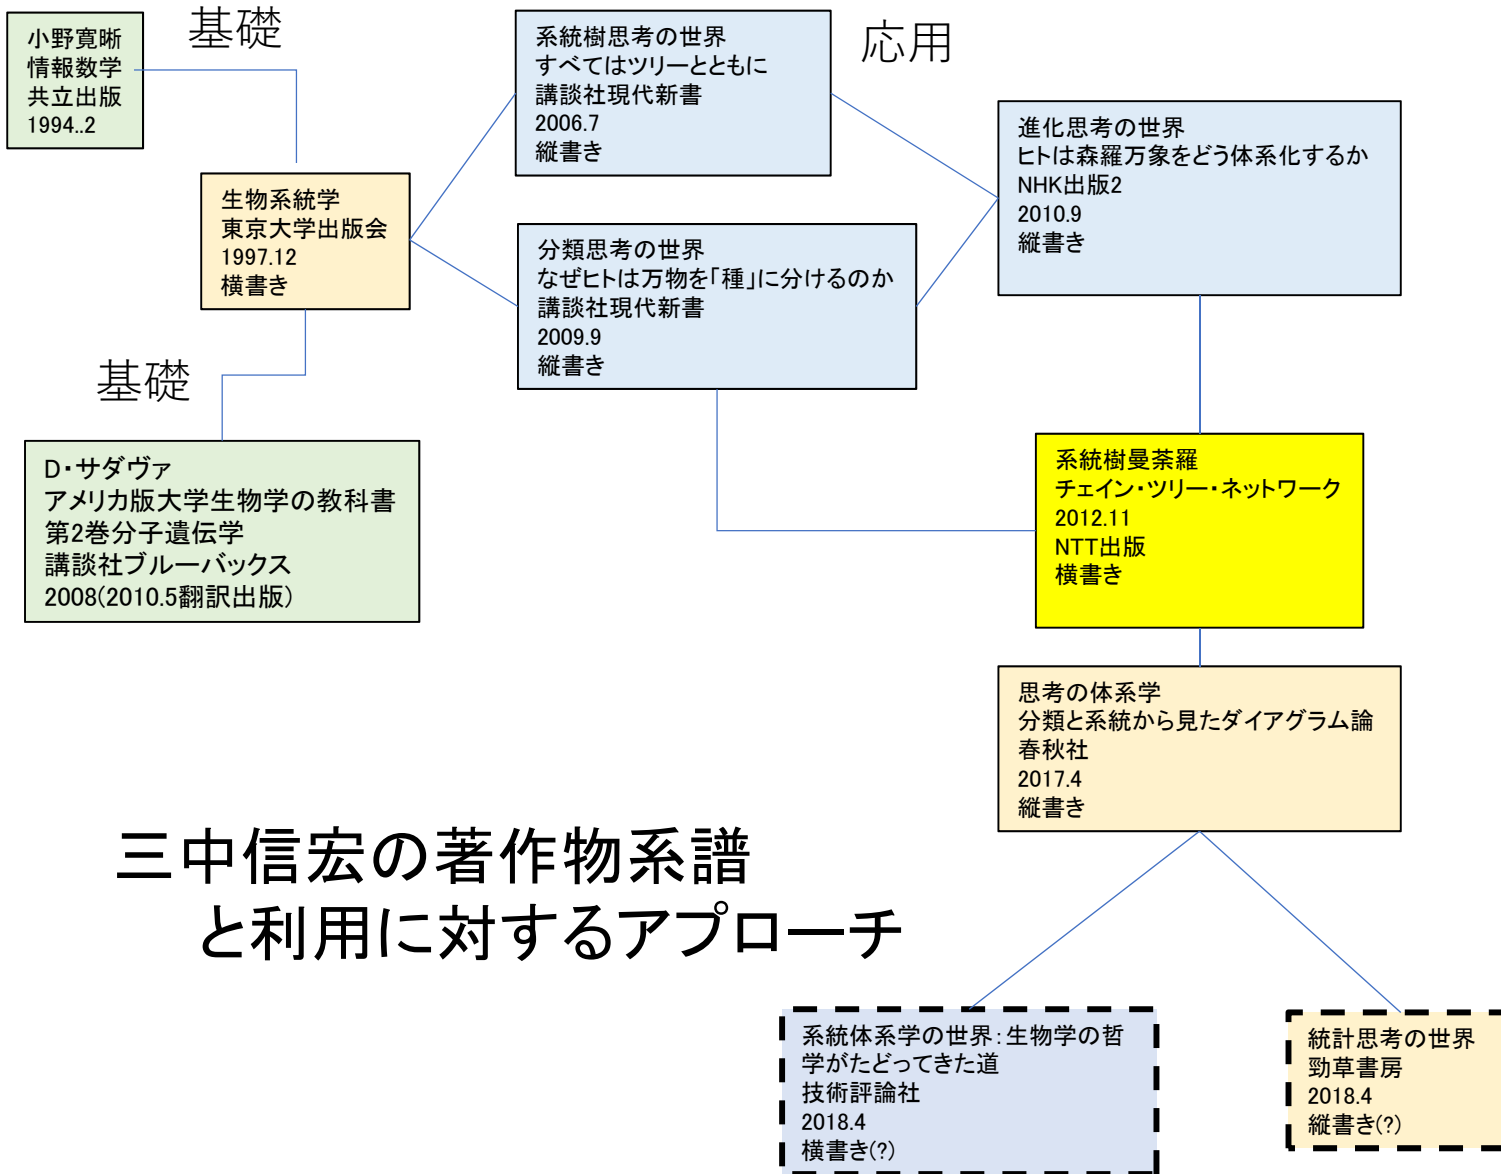 小野寛晰
情報数学
共立出版
1994..2
基礎
系統樹思考の世界
すべてはツリーとともに
講談社現代新書
2006.7
縦書き
応用
進化思考の世界
ヒトは森羅万象をどう体系化するか
NHK出版2
2010.9
縦書き
生物系統学
東京大学出版会
1997.12
横書き
分類思考の世界
なぜヒトは万物を「種」に分けるのか
講談社現代新書
2009.9
縦書き
基礎
D・サダヴァ
アメリカ版大学生物学の教科書
第2巻分子遺伝学
講談社ブルーバックス
2008(2010.5翻訳出版)
系統樹曼荼羅
チェイン・ツリー・ネットワーク
2012.11
NTT出版
横書き
思考の体系学
分類と系統から見たダイアグラム論
春秋社
2017.4
縦書き
三中信宏の著作物系譜
と利用に対するアプローチ
系統体系学の世界：生物学の哲
学がたどってきた道
技術評論社
2018.4
横書き(?)
統計思考の世界
勁草書房
2018.4
縦書き(?)